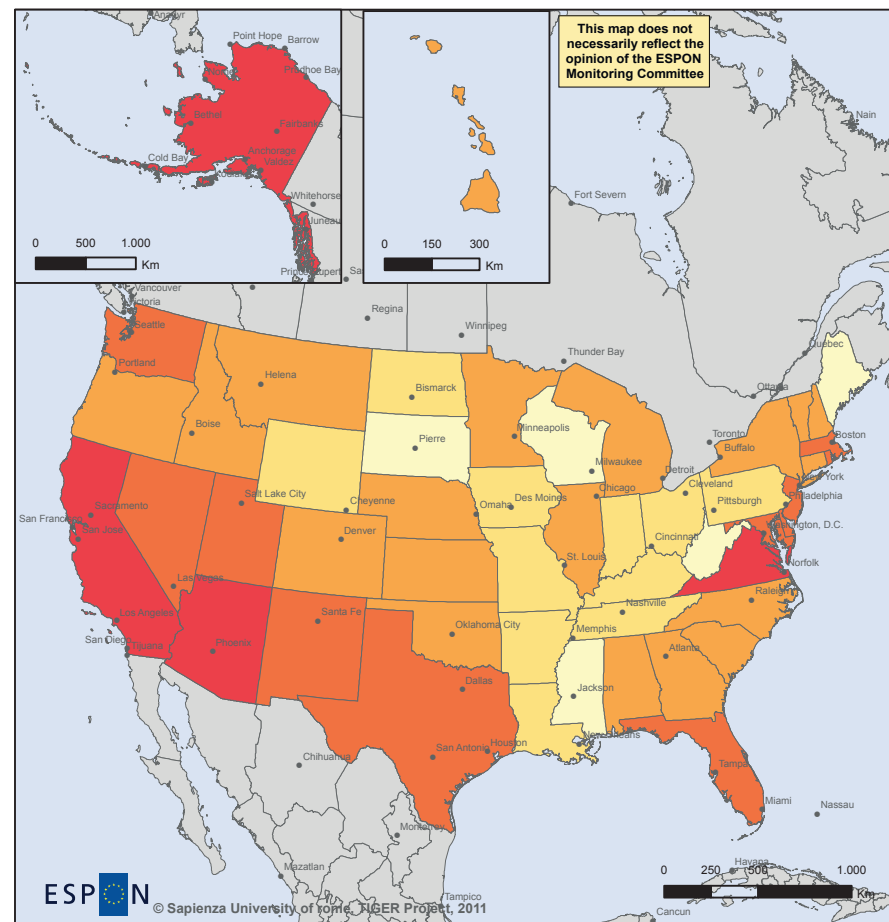 Anadyr
Point Hope
Barrow
Prudhoe Bay
Nome
Bethel
Fairbanks
Anchorage
Valdez
Cold Bay
Kodiak
Whitehorse
Juneau
Prince Rupert
0 500 1.000
Km
0 150 300
Km
This map does not
necessarily reflect the
opinion of the ESPON
Monitoring Committee
Nain
Fort Severn
Vancouver
Victoria
Seattle
Regina
Winnipeg
Thunder Bay
Québec
Ottawa
Portland
Helena
Bismarck
Boise
Pierre
Minneapolis
Toronto
Buffalo
Boston
Milwaukee
Detroit
New York
Salt Lake City
Cheyenne
Omaha
Des Moines
Chicago
Cleveland
Pittsburgh
Philadelphia
Sacramento
San Francisco
San Jose
Denver
Cincinnati
Washington, D.C.
St. Louis
Norfolk
Las Vegas
Los Angeles
Santa Fe
Nashville
Raleigh
San Diego
Tijuana
Phoenix
Oklahoma City
Memphis
Atlanta
Dallas
Jackson
San Antonio
Houston
New Orleans
Chihuahua
Tampa
Miami
Nassau
Monterrey
Mazatlan
Havana
0 250 500 1.000
Km
Tampico
Cancun
ESPON
© Sapienza University of rome, TIGER Project, 2011